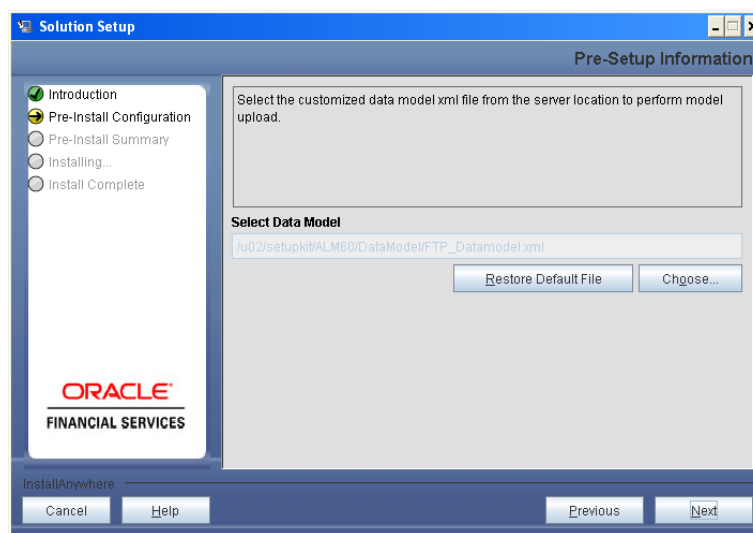 Solution Setup
Pre-Setup Information
Introduction
Pre-Install Configuration
Pre-Install Summary
Installing...
Install Complete
Select the customized data model xml file from the server location to perform model
upload.
Select Data Model
/u02/setupkit/ALM60/DataModel/FTP_Datamodel.xml
Restore Default File
Choose...
ORACLE
FINANCIAL SERVICES
InstallAnywhere
Cancel
Help
Previous
Next